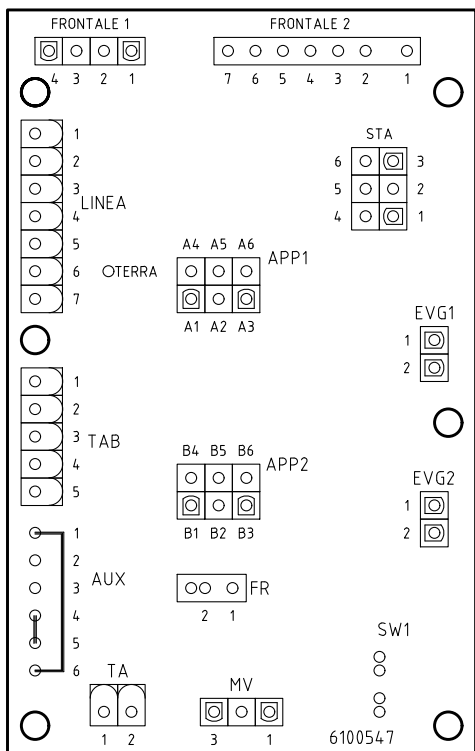 FRONTALE 1 FRONTALE 2
4 3 2 1 7 6 5 4 3 2 1
LINEA
1
2
3
4
5
6
7
STA
6 3
5 2
4 1
TERRA
A4 A5 A6
APP1
A1 A2 A3
EVG1
1
2
TAB
1
2
3
4
5
B4 B5 B6
APP2
B1 B2 B3
EVG2
1
2
AUX
1
2
3
4
5
6
FR
2 1
SW1
TA
1 2
MV
3 1
6100547